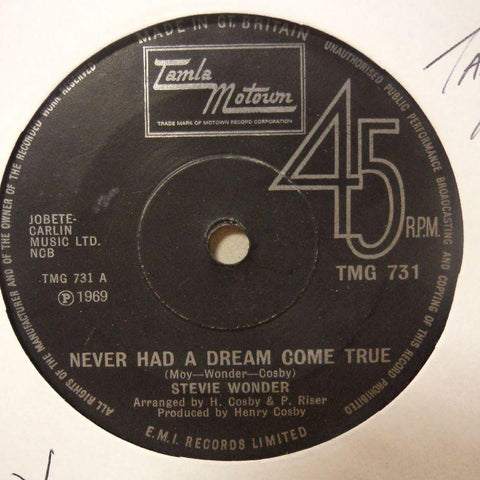 MADE IN GT. BRITAIN
Tamla
Motown
TRADE MARK OF MOTOWN RECORD CORPORATION
45
R.P.M.
TMG 731
JOBETE-
CARLIN
MUSIC LTD.
NCB
TMG 731 A
Ⓟ 1969
NEVER HAD A DREAM COME TRUE
(Moy—Wonder—Cosby)
STEVIE WONDER
Arranged by H. Cosby & P. Riser
Produced by Henry Cosby
E.M.I. RECORDS LIMITED
ALL RIGHTS OF THE MANUFACTURER AND OF THE OWNER OF THE RECORDED WORK RESERVED
UNAUTHORISED PUBLIC PERFORMANCE BROADCASTING AND COPYING OF THIS RECORD PROHIBITED